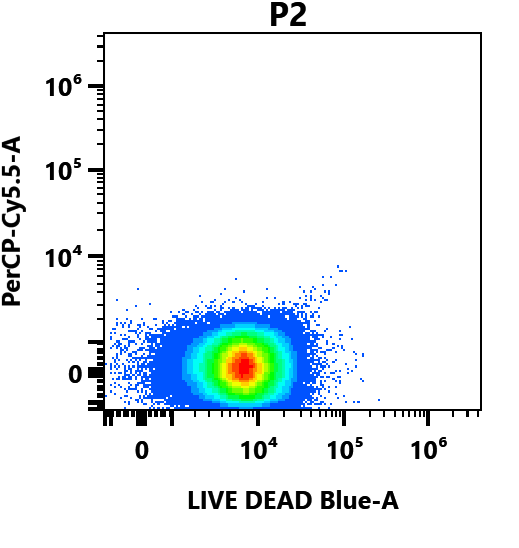 P2
PerCP-Cy5.5-A
10⁶
10⁵
10⁴
0
0
10⁴
10⁵
10⁶
LIVE DEAD Blue-A